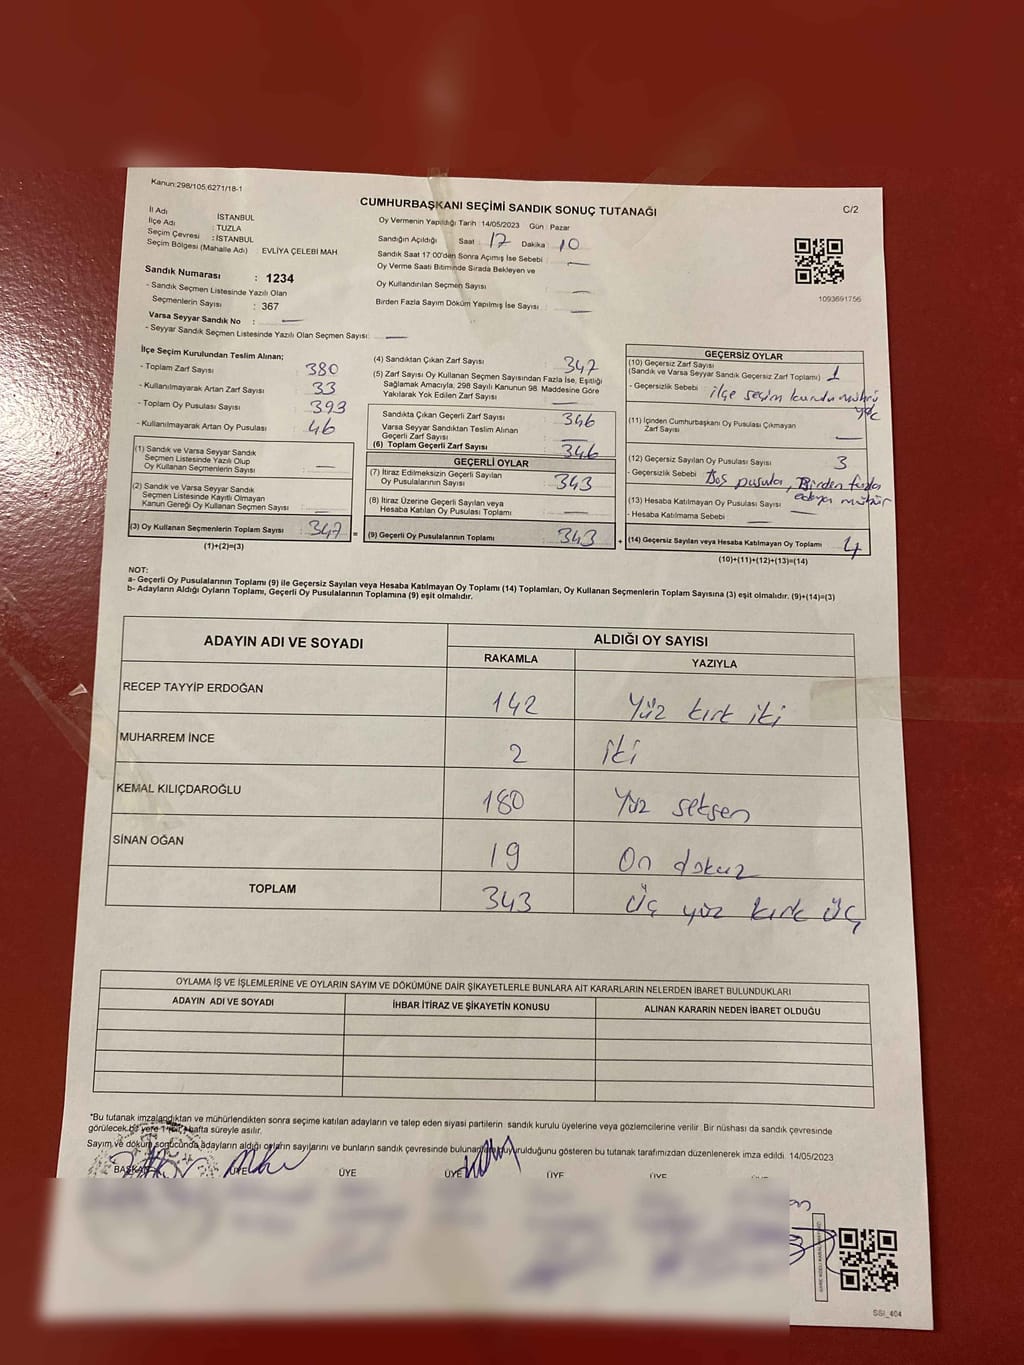 Kanun:298/105;6271/18-1
CUMHURBAŞKANI SEÇİMİ SANDIK SONUÇ TUTANAĞI
C/2
İl Adı : İSTANBUL
İlçe Adı : TUZLA
Seçim Çevresi : İSTANBUL
Seçim Bölgesi (Mahalle Adı) : EVLİYA ÇELEBİ MAH
Sandık Numarası : 1234
- Sandık Seçmen Listesinde Yazılı Olan
Seçmenlerin Sayısı : 367
Varsa Seyyar Sandık No : —
- Seyyar Sandık Seçmen Listesinde Yazılı Olan Seçmen Sayısı: —
Oy Vermenin Yapıldığı Tarih : 14/05/2023 Gün : Pazar
Sandığın Açıldığı Saat : 17 Dakika : 10
Sandık Saat 17:00'den Sonra Açımış İse Sebebi : —
Oy Verme Saati Bitiminde Sırada Bekleyen ve
Oy Kullandırılan Seçmen Sayısı : —
Birden Fazla Sayım Döküm Yapılmış İse Sayısı : —
1093691756
İlçe Seçim Kurulundan Teslim Alınan;
- Toplam Zarf Sayısı : 380
- Kullanılmayarak Artan Zarf Sayısı : 33
- Toplam Oy Pusulası Sayısı : 393
- Kullanılmayarak Artan Oy Pusulası : 46
(1) Sandık ve Varsa Seyyar Sandık
Seçmen Listesinde Yazılı Olup
Oy Kullanan Seçmenlerin Sayısı : —
(2) Sandık ve Varsa Seyyar Sandık
Seçmen Listesinde Kayıtlı Olmayan
Kanun Gereği Oy Kullanan Seçmen Sayısı : —
(3) Oy Kullanan Seçmenlerin Toplam Sayısı : 347 =
(1)+(2)=(3)
(4) Sandıktan Çıkan Zarf Sayısı : 347
(5) Zarf Sayısı Oy Kullanan Seçmen Sayısından Fazla İse, Eşitliği
Sağlamak Amacıyla, 298 Sayılı Kanunun 98. Maddesine Göre
Yakılarak Yok Edilen Zarf Sayısı : —
Sandıkta Çıkan Geçerli Zarf Sayısı : 346
Varsa Seyyar Sandıktan Teslim Alınan
Geçerli Zarf Sayısı : —
(6) Toplam Geçerli Zarf Sayısı : 346
GEÇERLİ OYLAR
(7) İtiraz Edilmeksizin Geçerli Sayılan
Oy Pusulalarının Sayısı : 343
(8) İtiraz Üzerine Geçerli Sayılan veya
Hesaba Katılan Oy Pusulası Toplamı : —
(9) Geçerli Oy Pusulalarının Toplamı : 343 +
GEÇERSİZ OYLAR
(10) Geçersiz Zarf Sayısı
(Sandık ve Varsa Seyyar Sandık Geçersiz Zarf Toplamı) : 1
- Geçersizlik Sebebi : ilçe seçim kurulu mührü
yok
(11) İçinden Cumhurbaşkanı Oy Pusulası Çıkmayan
Zarf Sayısı : —
(12) Geçersiz Sayılan Oy Pusulası Sayısı : 3
- Geçersizlik Sebebi : Boş pusula, Birden fazla
adaya mühür
(13) Hesaba Katılmayan Oy Pusulası Sayısı : —
- Hesaba Katılmama Sebebi : —
(14) Geçersiz Sayılan veya Hesaba Katılmayan Oy Toplamı : 4
(10)+(11)+(12)+(13)=(14)
NOT:
a- Geçerli Oy Pusulalarının Toplamı (9) ile Geçersiz Sayılan veya Hesaba Katılmayan Oy Toplamı (14) Toplamları, Oy Kullanan Seçmenlerin Toplam Sayısına (3) eşit olmalıdır. (9)+(14)=(3)
b- Adayların Aldığı Oyların Toplamı, Geçerli Oy Pusulalarının Toplamına (9) eşit olmalıdır.
ADAYIN ADI VE SOYADI ALDIĞI OY SAYISI
RAKAMLA YAZIYLA
RECEP TAYYİP ERDOĞAN 142 Yüz kırk iki
MUHARREM İNCE 2 iki
KEMAL KILIÇDAROĞLU 180 Yüz seksen
SİNAN OĞAN 19 On dokuz
TOPLAM 343 Üç yüz kırk üç
OYLAMA İŞ VE İŞLEMLERİNE VE OYLARIN SAYIM VE DÖKÜMÜNE DAİR ŞİKAYETLERLE BUNLARA AİT KARARLARIN NELERDEN İBARET BULUNDUKLARI
ADAYIN ADI VE SOYADI İHBAR İTİRAZ VE ŞİKAYETİN KONUSU ALINAN KARARIN NEDEN İBARET OLDUĞU
*Bu tutanak imzalandıktan ve mühürlendikten sonra seçime katılan adayların ve talep eden siyasi partilerin sandık kurulu üyelerine veya gözlemcilerine verilir. Bir nüshası da sandık çevresinde
görülecek bir yere 1 hafta süreyle asılır.
Sayım ve döküm sonucunda adayların aldığı oyların sayılarını ve bunların sandık çevresinde bulunanlara duyurulduğunu gösteren bu tutanak tarafımızdan düzenlenerek imza edildi. 14/05/2023
BAŞKAN ÜYE ÜYE ÜYE ÜYE ÜYE ÜYE
SSİ_404